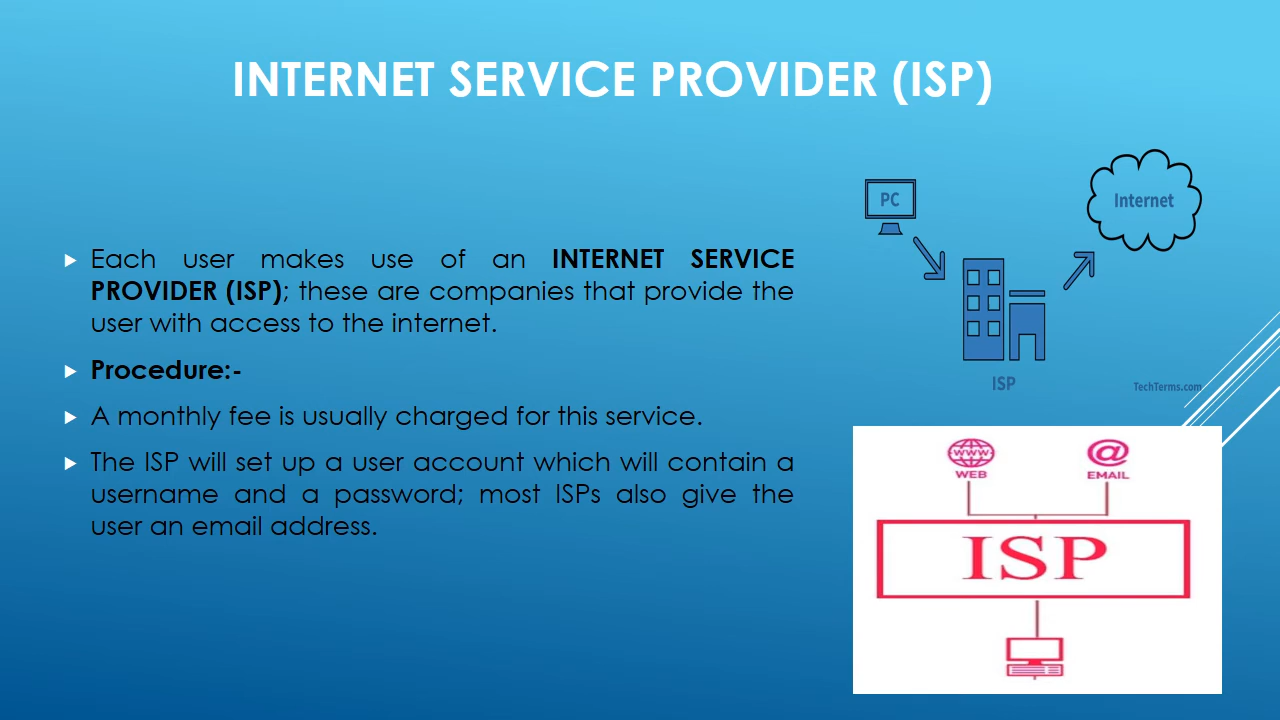 INTERNET SERVICE PROVIDER (ISP)
Each user makes use of an INTERNET SERVICE
PROVIDER (ISP); these are companies that provide the
user with access to the internet.
Procedure:-
A monthly fee is usually charged for this service.
The ISP will set up a user account which will contain a
username and a password; most ISPs also give the
user an email address.
PC
Internet
ISP
TechTerms.com
WWW
@
WEB
EMAIL
ISP